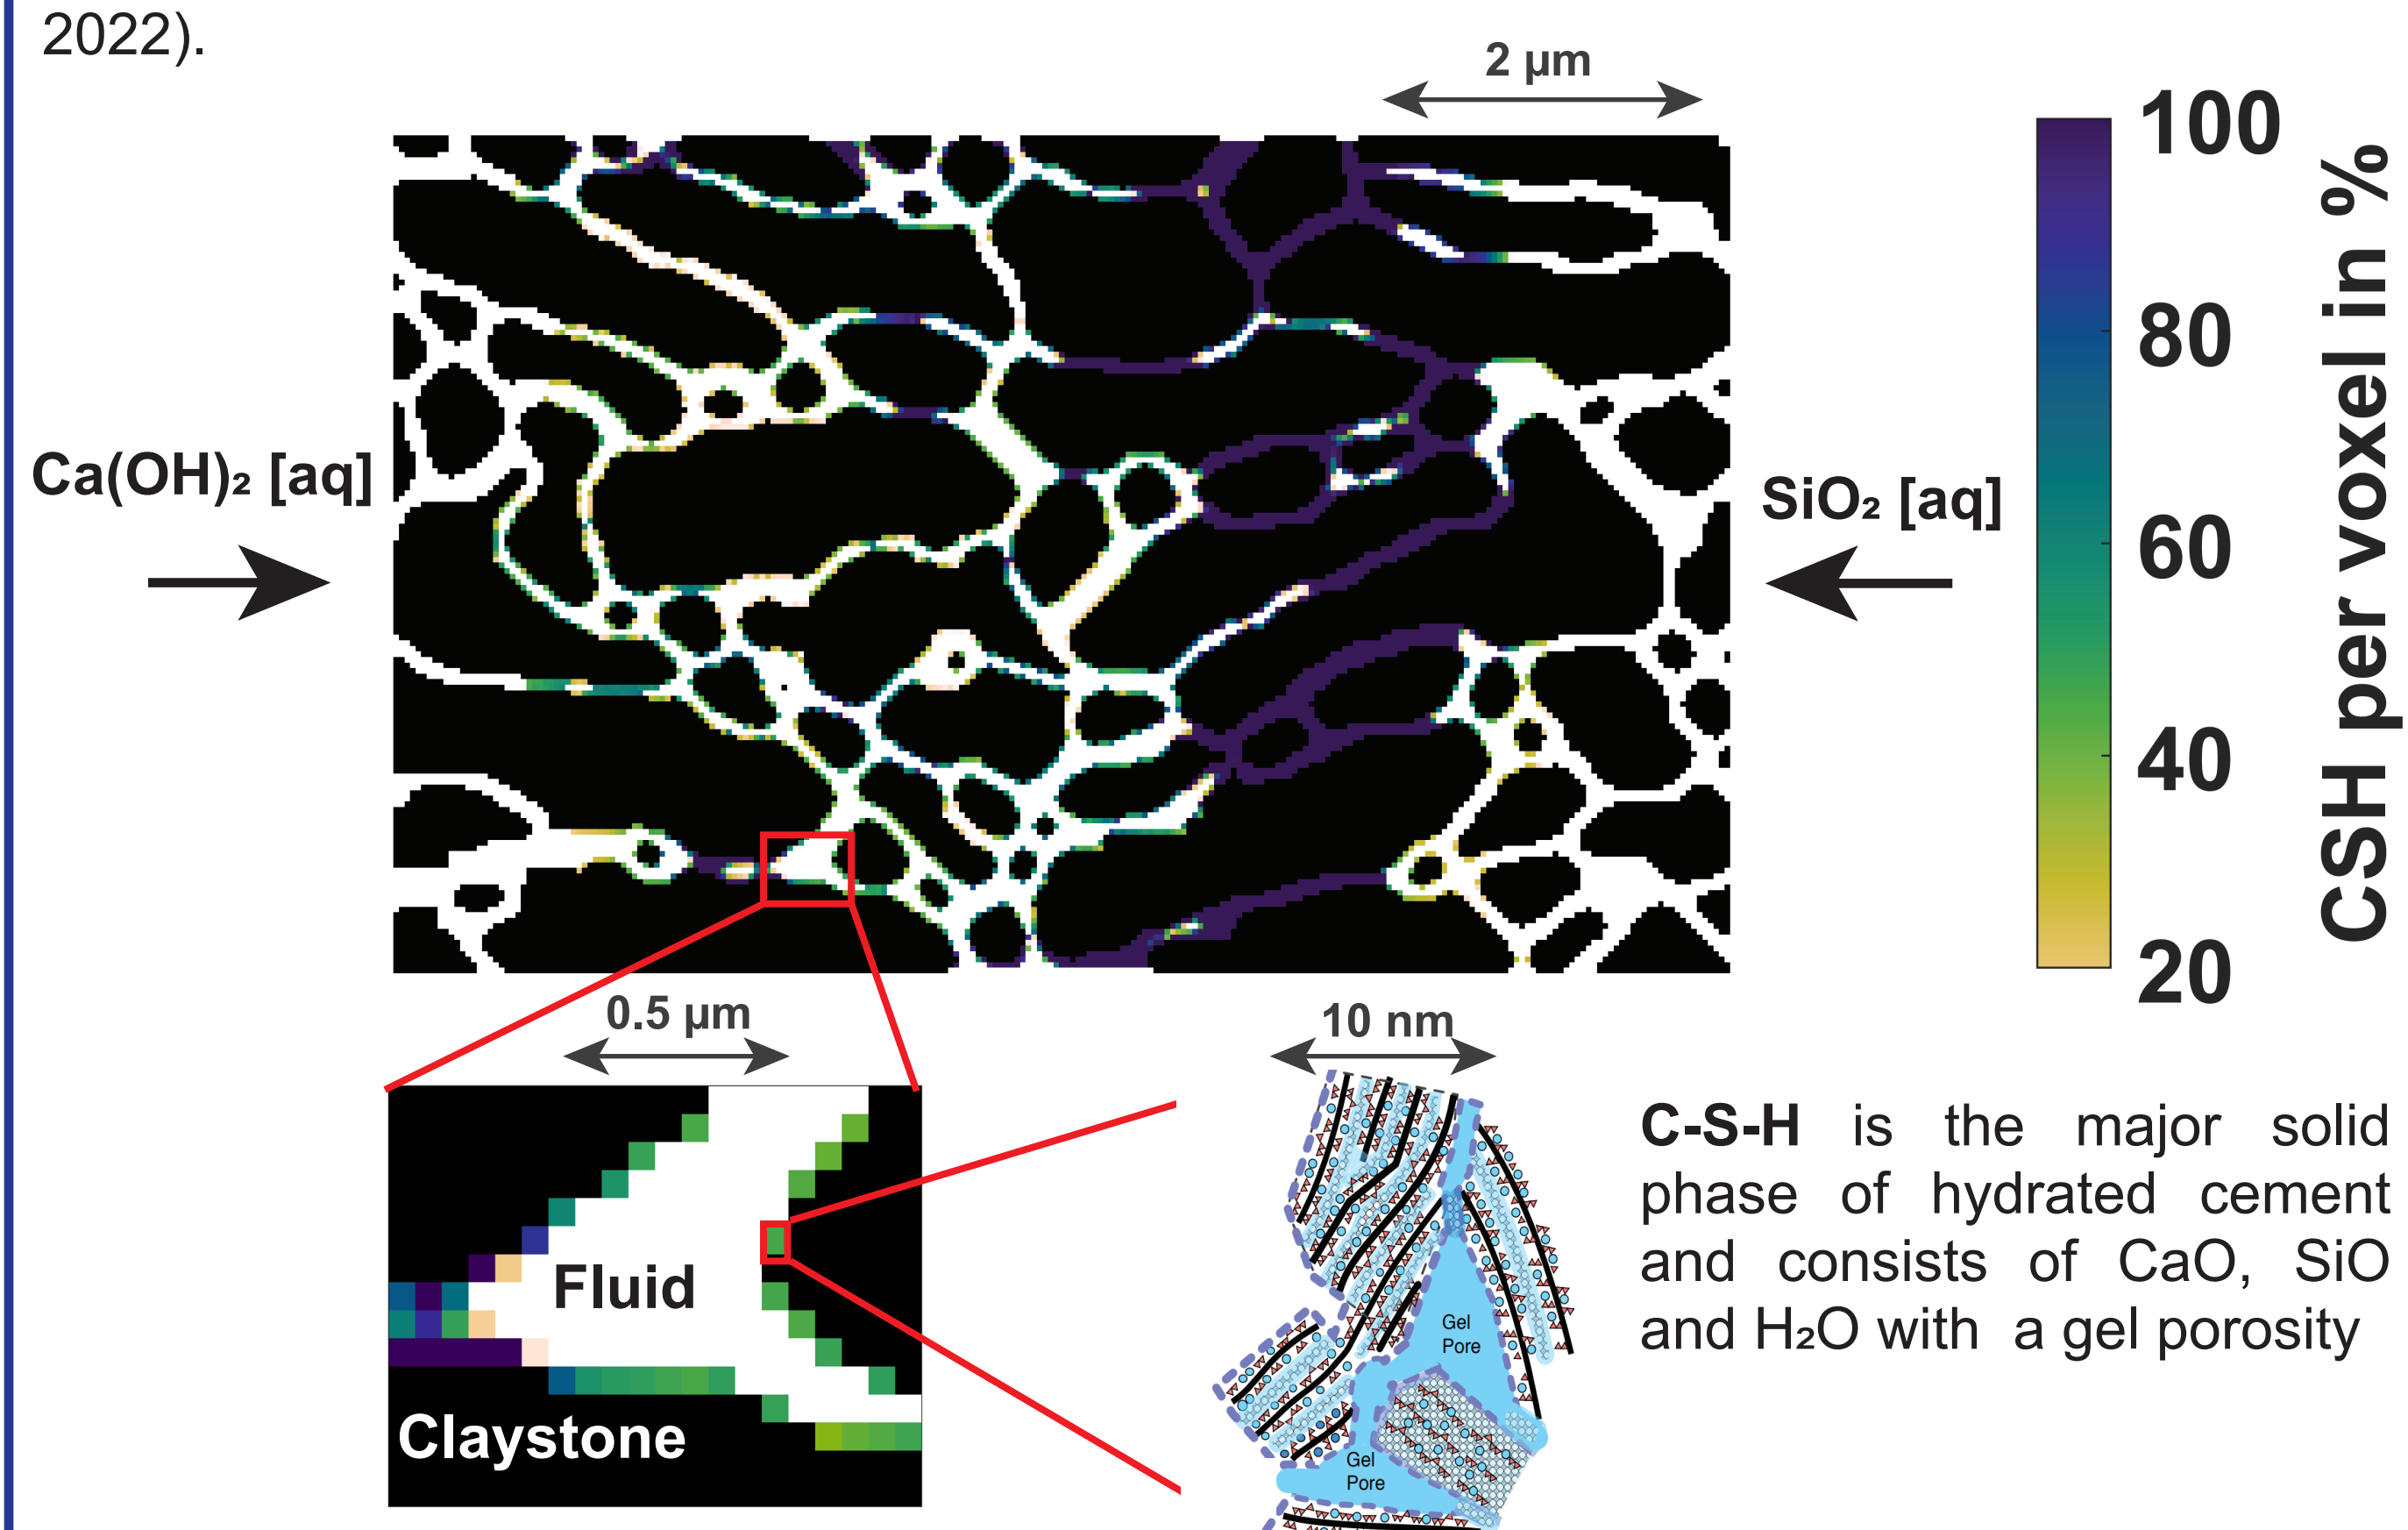 2022).
2 µm
100
80
60
40
20
CSH per voxel in %
Ca(OH)₂ [aq]
SiO₂ [aq]
0.5 µm
10 nm
Fluid
Claystone
Gel
Pore
Gel
Pore
C-S-H is the major solid
phase of hydrated cement
and consists of CaO, SiO
and H₂O with a gel porosity